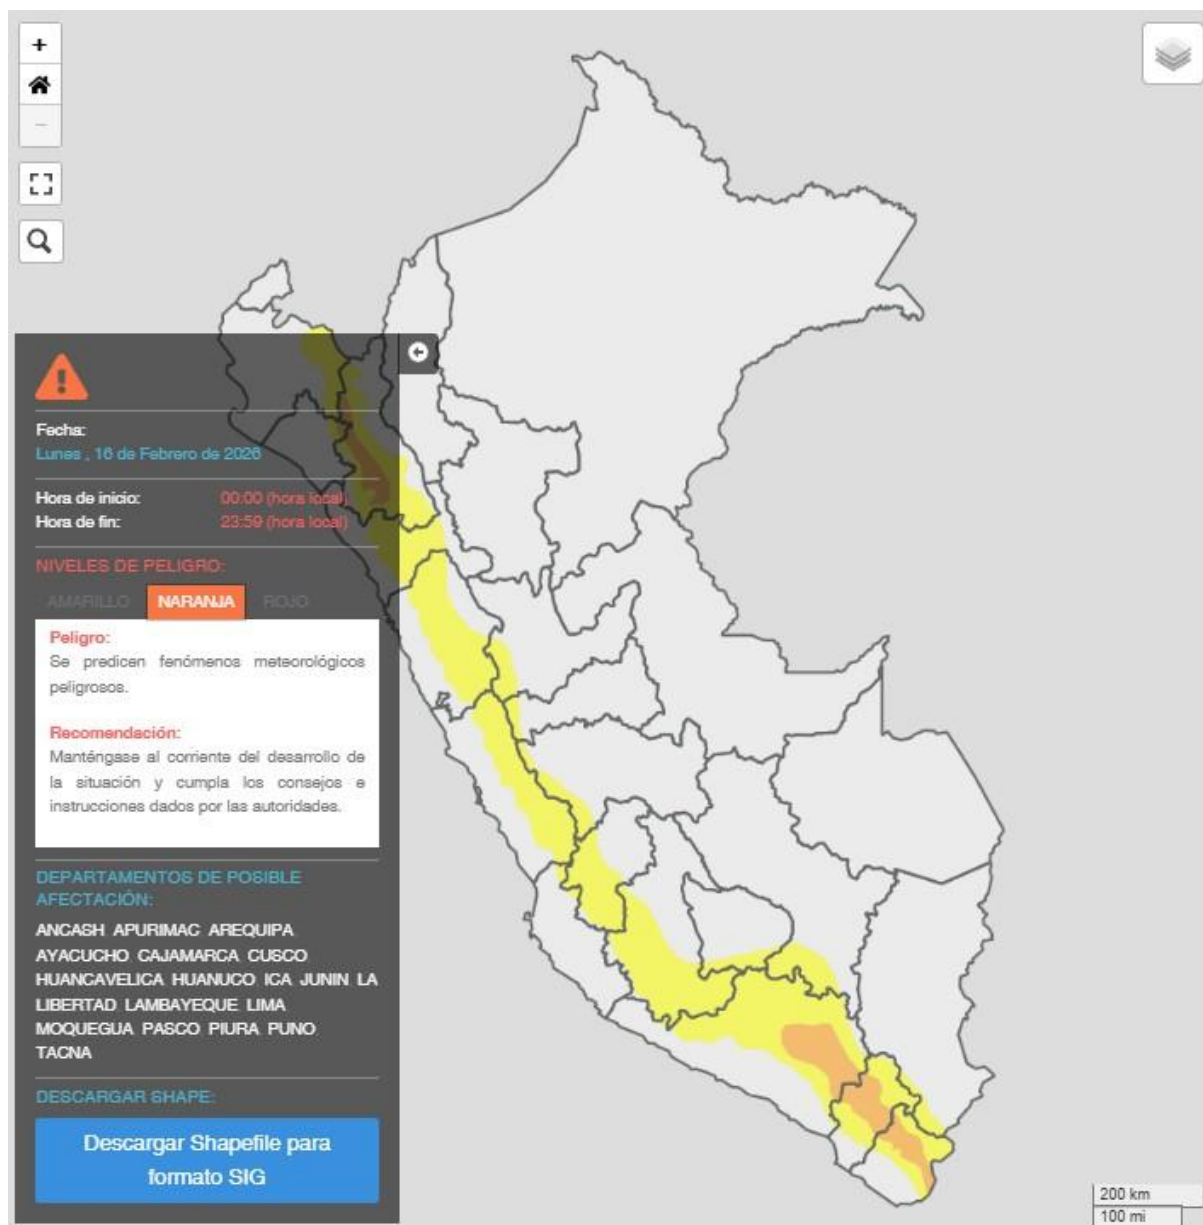 +
−
Fecha:
Lunes , 16 de Febrero de 2026
Hora de inicio: 00:00 (hora local)
Hora de fin: 23:59 (hora local)
NIVELES DE PELIGRO:
AMARILLO NARANJA ROJO
Peligro:
Se predicen fenómenos meteorológicos
peligrosos.
Recomendación:
Manténgase al corriente del desarrollo de
la situación y cumpla los consejos e
instrucciones dados por las autoridades.
DEPARTAMENTOS DE POSIBLE
AFECTACIÓN:
ANCASH APURIMAC AREQUIPA
AYACUCHO CAJAMARCA CUSCO
HUANCAVELICA HUANUCO ICA JUNIN LA
LIBERTAD LAMBAYEQUE LIMA
MOQUEGUA PASCO PIURA PUNO
TACNA
DESCARGAR SHAPE:
Descargar Shapefile para
formato SIG
200 km
100 mi